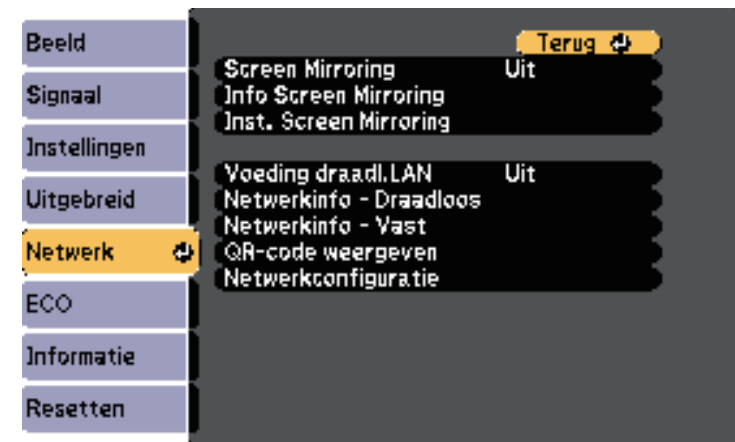 Beeld
Signaal
Instellingen
Uitgebreid
Netwerk
ECO
Informatie
Resetten
Terug
Screen Mirroring Uit
Info Screen Mirroring
Inst. Screen Mirroring
Voeding draadl.LAN Uit
Netwerkinfo - Draadloos
Netwerkinfo - Vast
QR-code weergeven
Netwerkconfiguratie